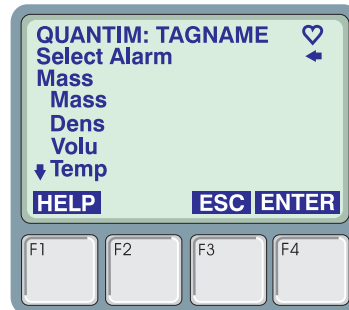 QUANTIM: TAGNAME
Select Alarm
Mass
Mass
Dens
Volu
Temp
HELP ESC ENTER
F1 F2 F3 F4